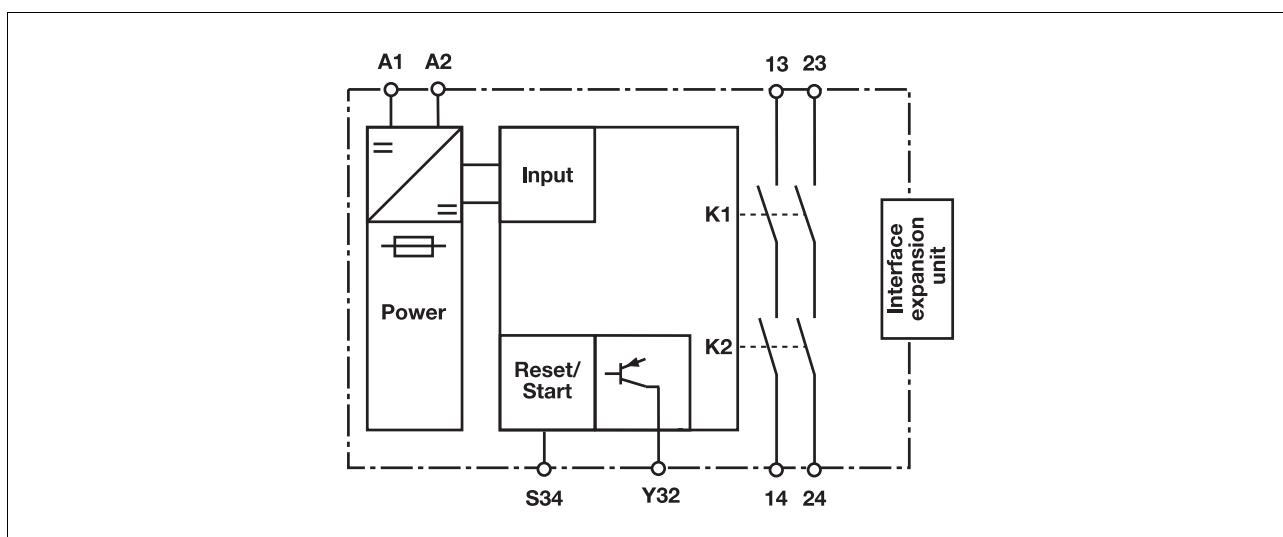 A1 A2 13 23
Input
K1
Power
K2
Reset/
Start
S34 Y32 14 24
Interface
expansion
unit